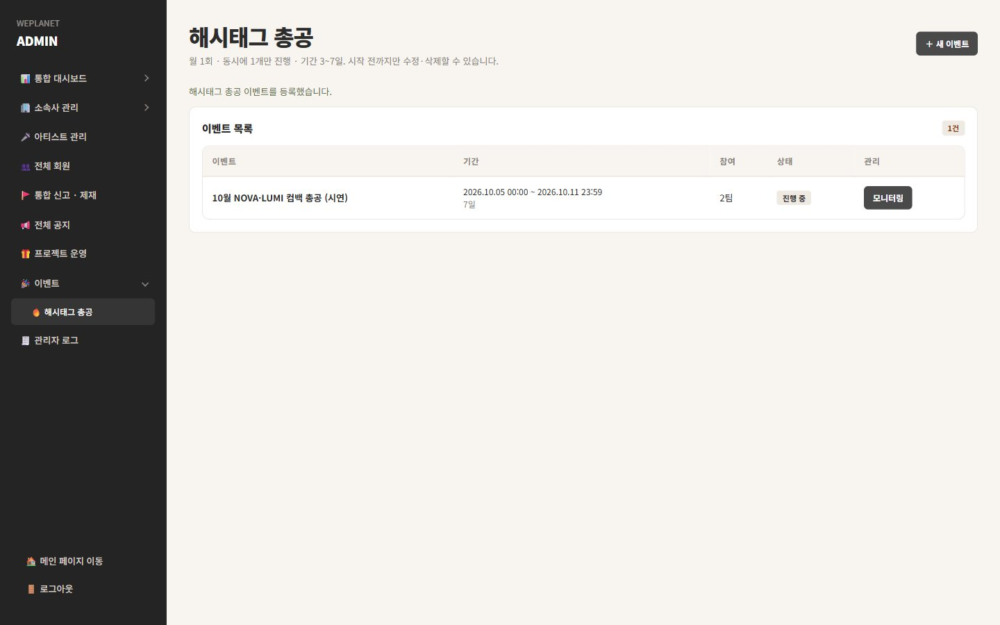 WEPLANET
ADMIN
통합 대시보드
소속사 관리
아티스트 관리
전체 회원
통합 신고 · 제재
전체 공지
프로젝트 운영
이벤트
해시태그 총공
관리자 로그
메인 페이지 이동
로그아웃
해시태그 총공
월 1회 · 동시에 1개만 진행 · 기간 3~7일. 시작 전까지만 수정·삭제할 수 있습니다.
+ 새 이벤트
해시태그 총공 이벤트를 등록했습니다.
이벤트 목록
1건
이벤트 기간 참여 상태 관리
10월 NOVA·LUMI 컴백 총공 (시연) 2026.10.05 00:00 ~ 2026.10.11 23:59 2팀 진행 중 모니터링
7일